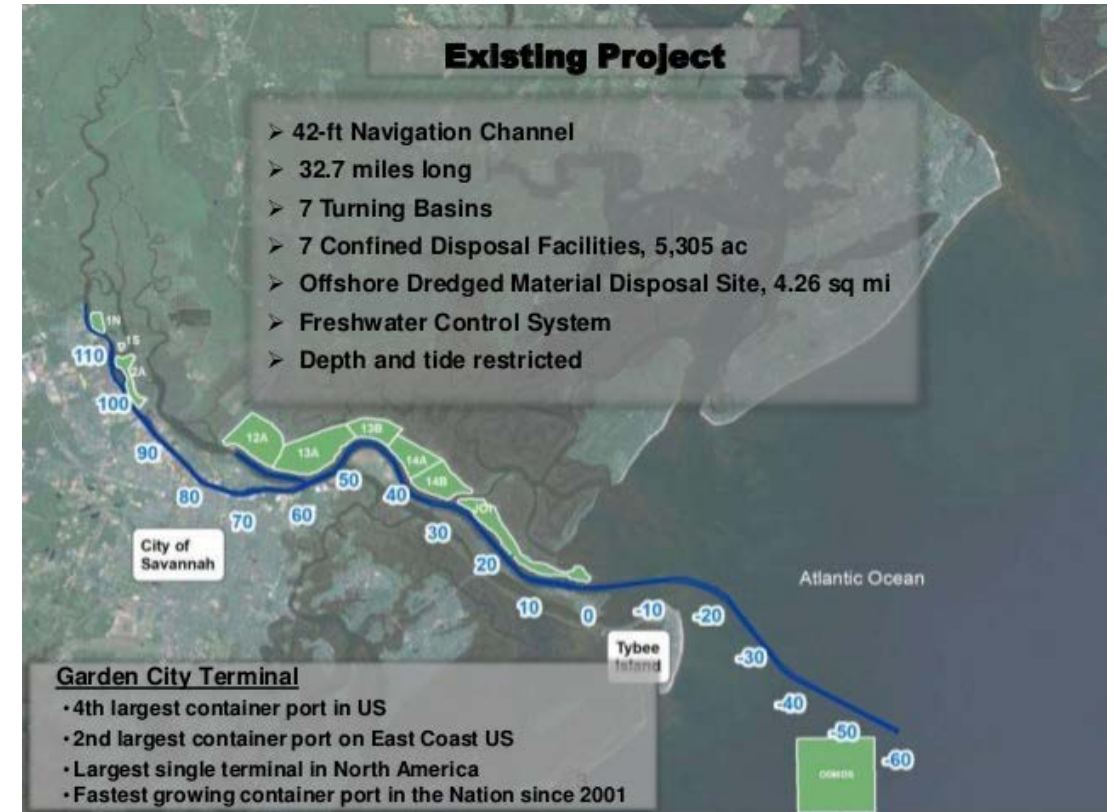 Existing Project
➢ 42-ft Navigation Channel
➢ 32.7 miles long
➢ 7 Turning Basins
➢ 7 Confined Disposal Facilities, 5,305 ac
➢ Offshore Dredged Material Disposal Site, 4.26 sq mi
➢ Freshwater Control System
➢ Depth and tide restricted
1N
1S
110
2A
100
90
80
70
60
50
40
30
20
10
0
-10
-20
-30
-40
-50
-60
12A
13A
13B
14A
14B
City of
Savannah
Atlantic Ocean
Tybee
Island
ODMDS
Garden City Terminal
• 4th largest container port in US
• 2nd largest container port on East Coast US
• Largest single terminal in North America
• Fastest growing container port in the Nation since 2001